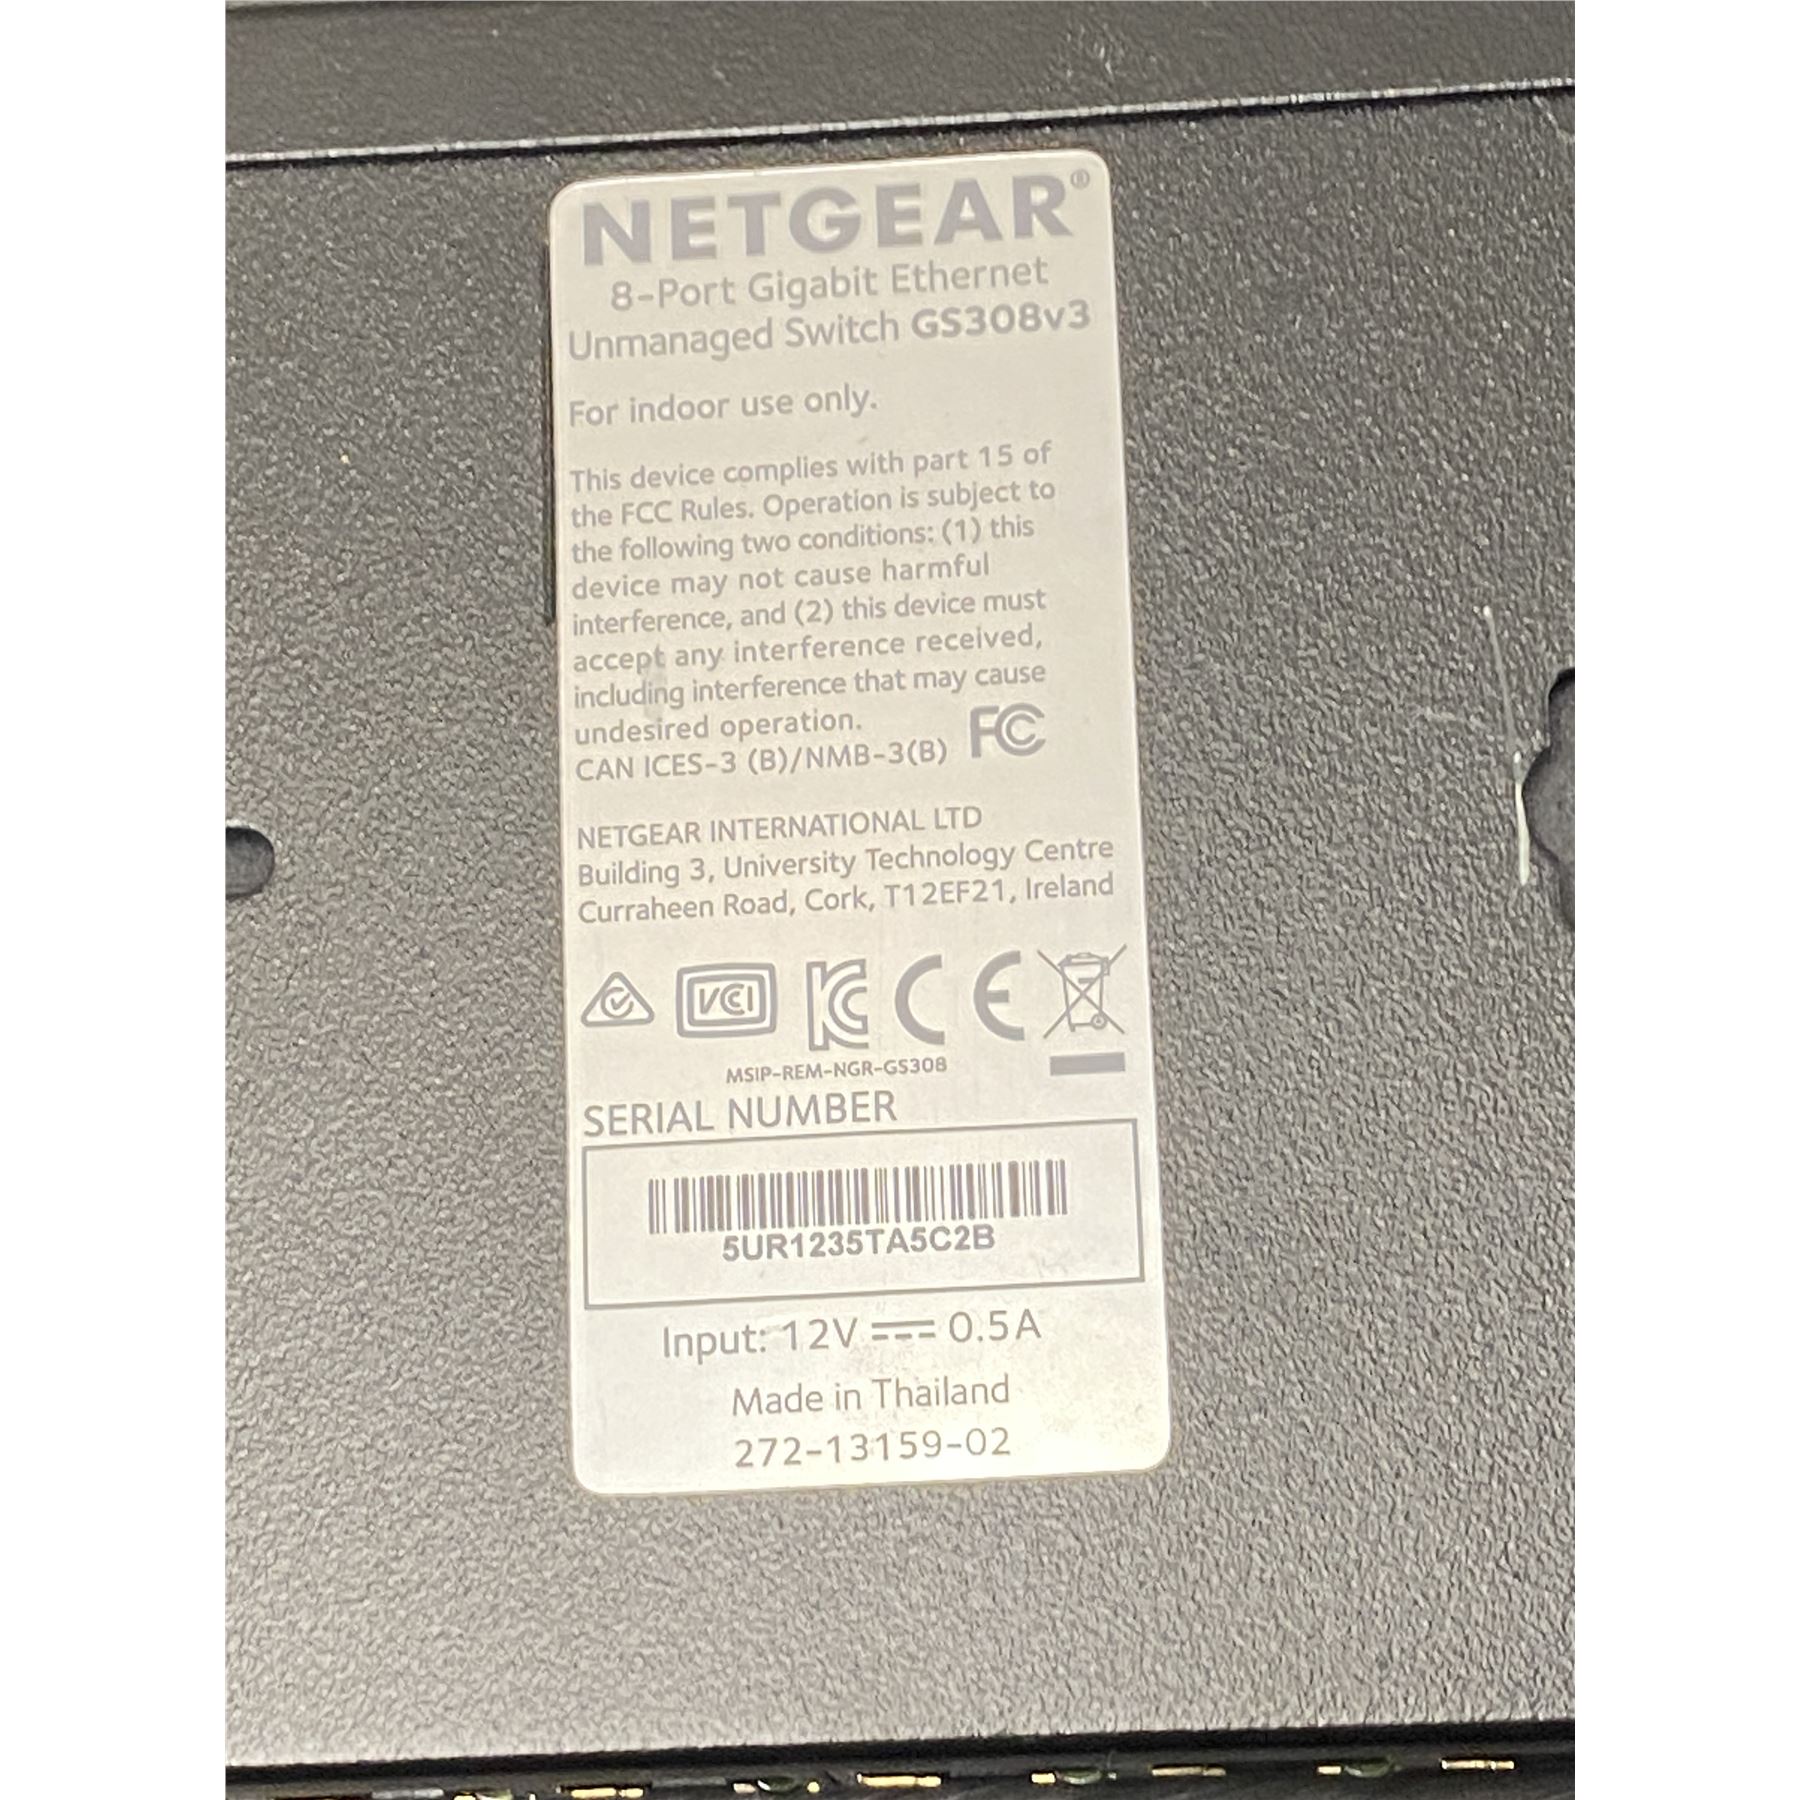 NETGEAR®
8-Port Gigabit Ethernet
Unmanaged Switch GS308v3
For indoor use only.
This device complies with part 15 of
the FCC Rules. Operation is subject to
the following two conditions: (1) this
device may not cause harmful
interference, and (2) this device must
accept any interference received,
including interference that may cause
undesired operation.
CAN ICES-3 (B)/NMB-3(B) FC
NETGEAR INTERNATIONAL LTD
Building 3, University Technology Centre
Curraheen Road, Cork, T12EF21, Ireland
VCI KC CE
MSIP-REM-NGR-GS308
SERIAL NUMBER
5UR1235TA5C2B
Input: 12V 0.5A
Made in Thailand
272-13159-02